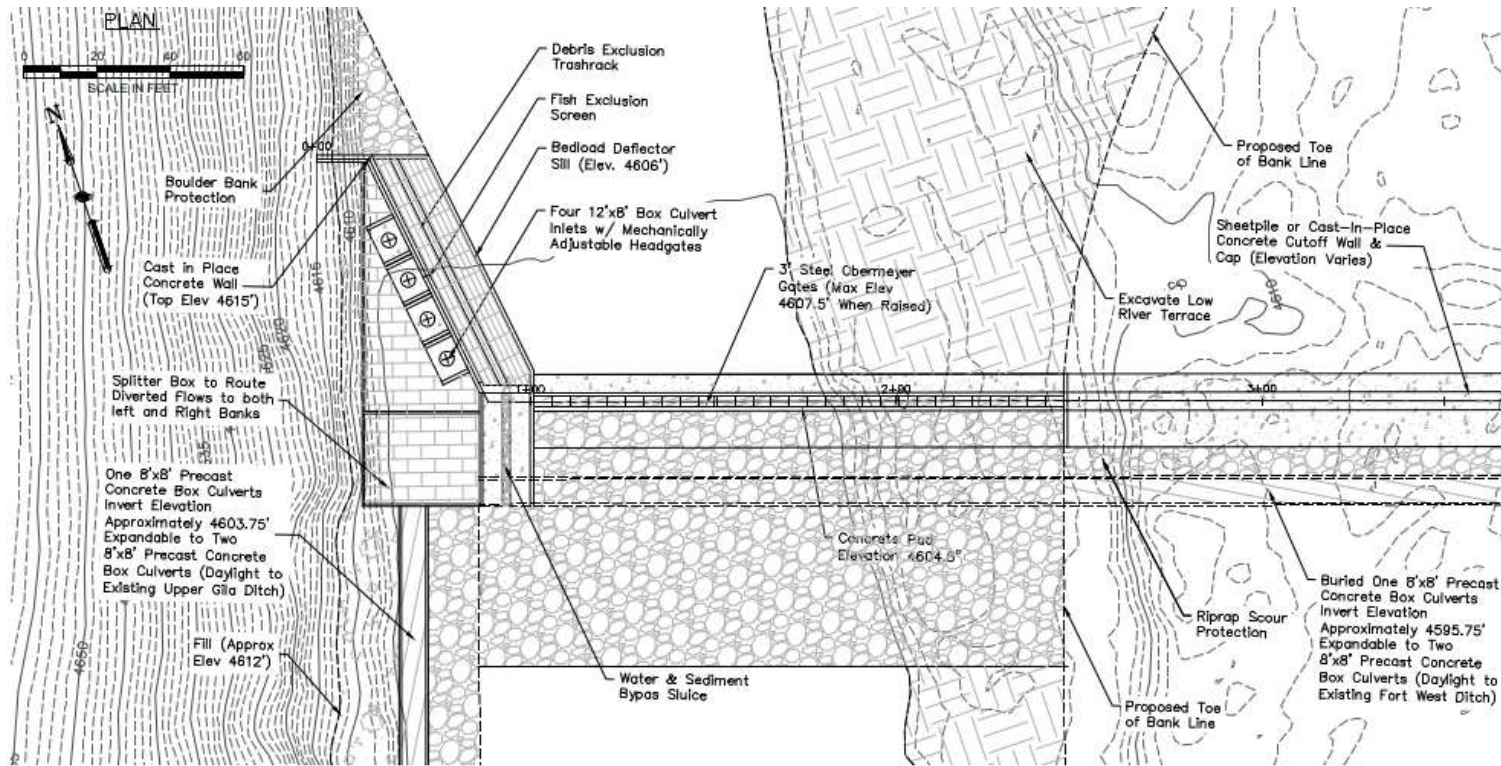 PLAN
0 20 40 60
SCALE IN FEET
N
0+00
Debris Exclusion
Trashrack
Fish Exclusion
Screen
Bedload Deflector
Sill (Elev. 4606')
Four 12'x8' Box Culvert
Inlets w/ Mechanically
Adjustable Headgates
Boulder Bank
Protection
Cast in Place
Concrete Wall
(Top Elev 4615')
Splitter Box to Route
Diverted Flows to both
left and Right Banks
One 8'x8' Precast
Concrete Box Culverts
Invert Elevation
Approximately 4603.75'
Expandable to Two
8'x8' Precast Concrete
Box Culverts (Daylight to
Existing Upper Gila Ditch)
Fill (Approx
Elev 4612')
4610
4615
4620
4625
4650
3' Steel Obermeyer
Gates (Max Elev
4607.5' When Raised)
1+00
2+00
3+00
Concrete Pad
Elevation 4604.5"
Water & Sediment
Bypas Sluice
Proposed Toe
of Bank Line
Sheetpile or Cast-In-Place
Concrete Cutoff Wall &
Cap (Elevation Varies)
Excavate Low
River Terrace
4610
Riprap Scour
Protection
Buried One 8'x8' Precast
Concrete Box Culverts
Invert Elevation
Approximately 4595.75'
Expandable to Two
8'x8' Precast Concrete
Box Culverts (Daylight to
Existing Fort West Ditch)
Proposed Toe
of Bank Line